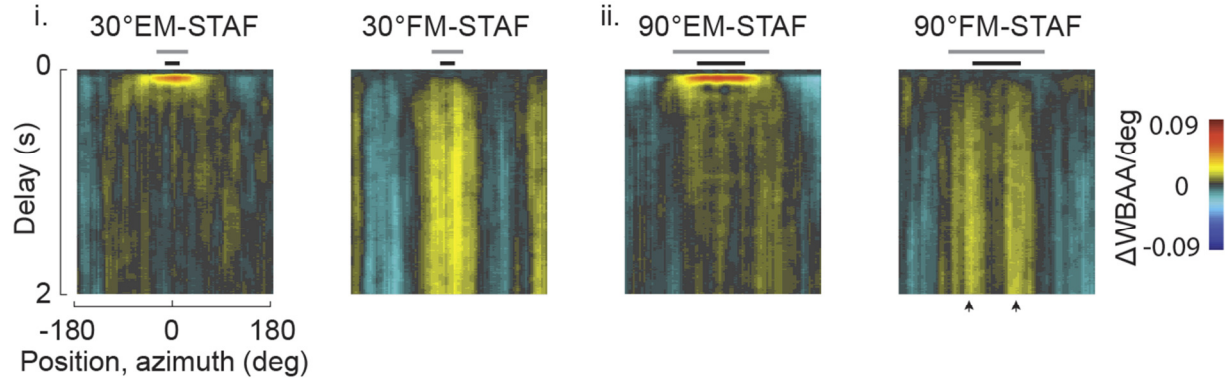 i.
30°EM-STAF
30°FM-STAF
ii.
90°EM-STAF
90°FM-STAF
0
Delay (s)
2
-180
0
180
Position, azimuth (deg)
0.09
0
-0.09
ΔWBAA/deg